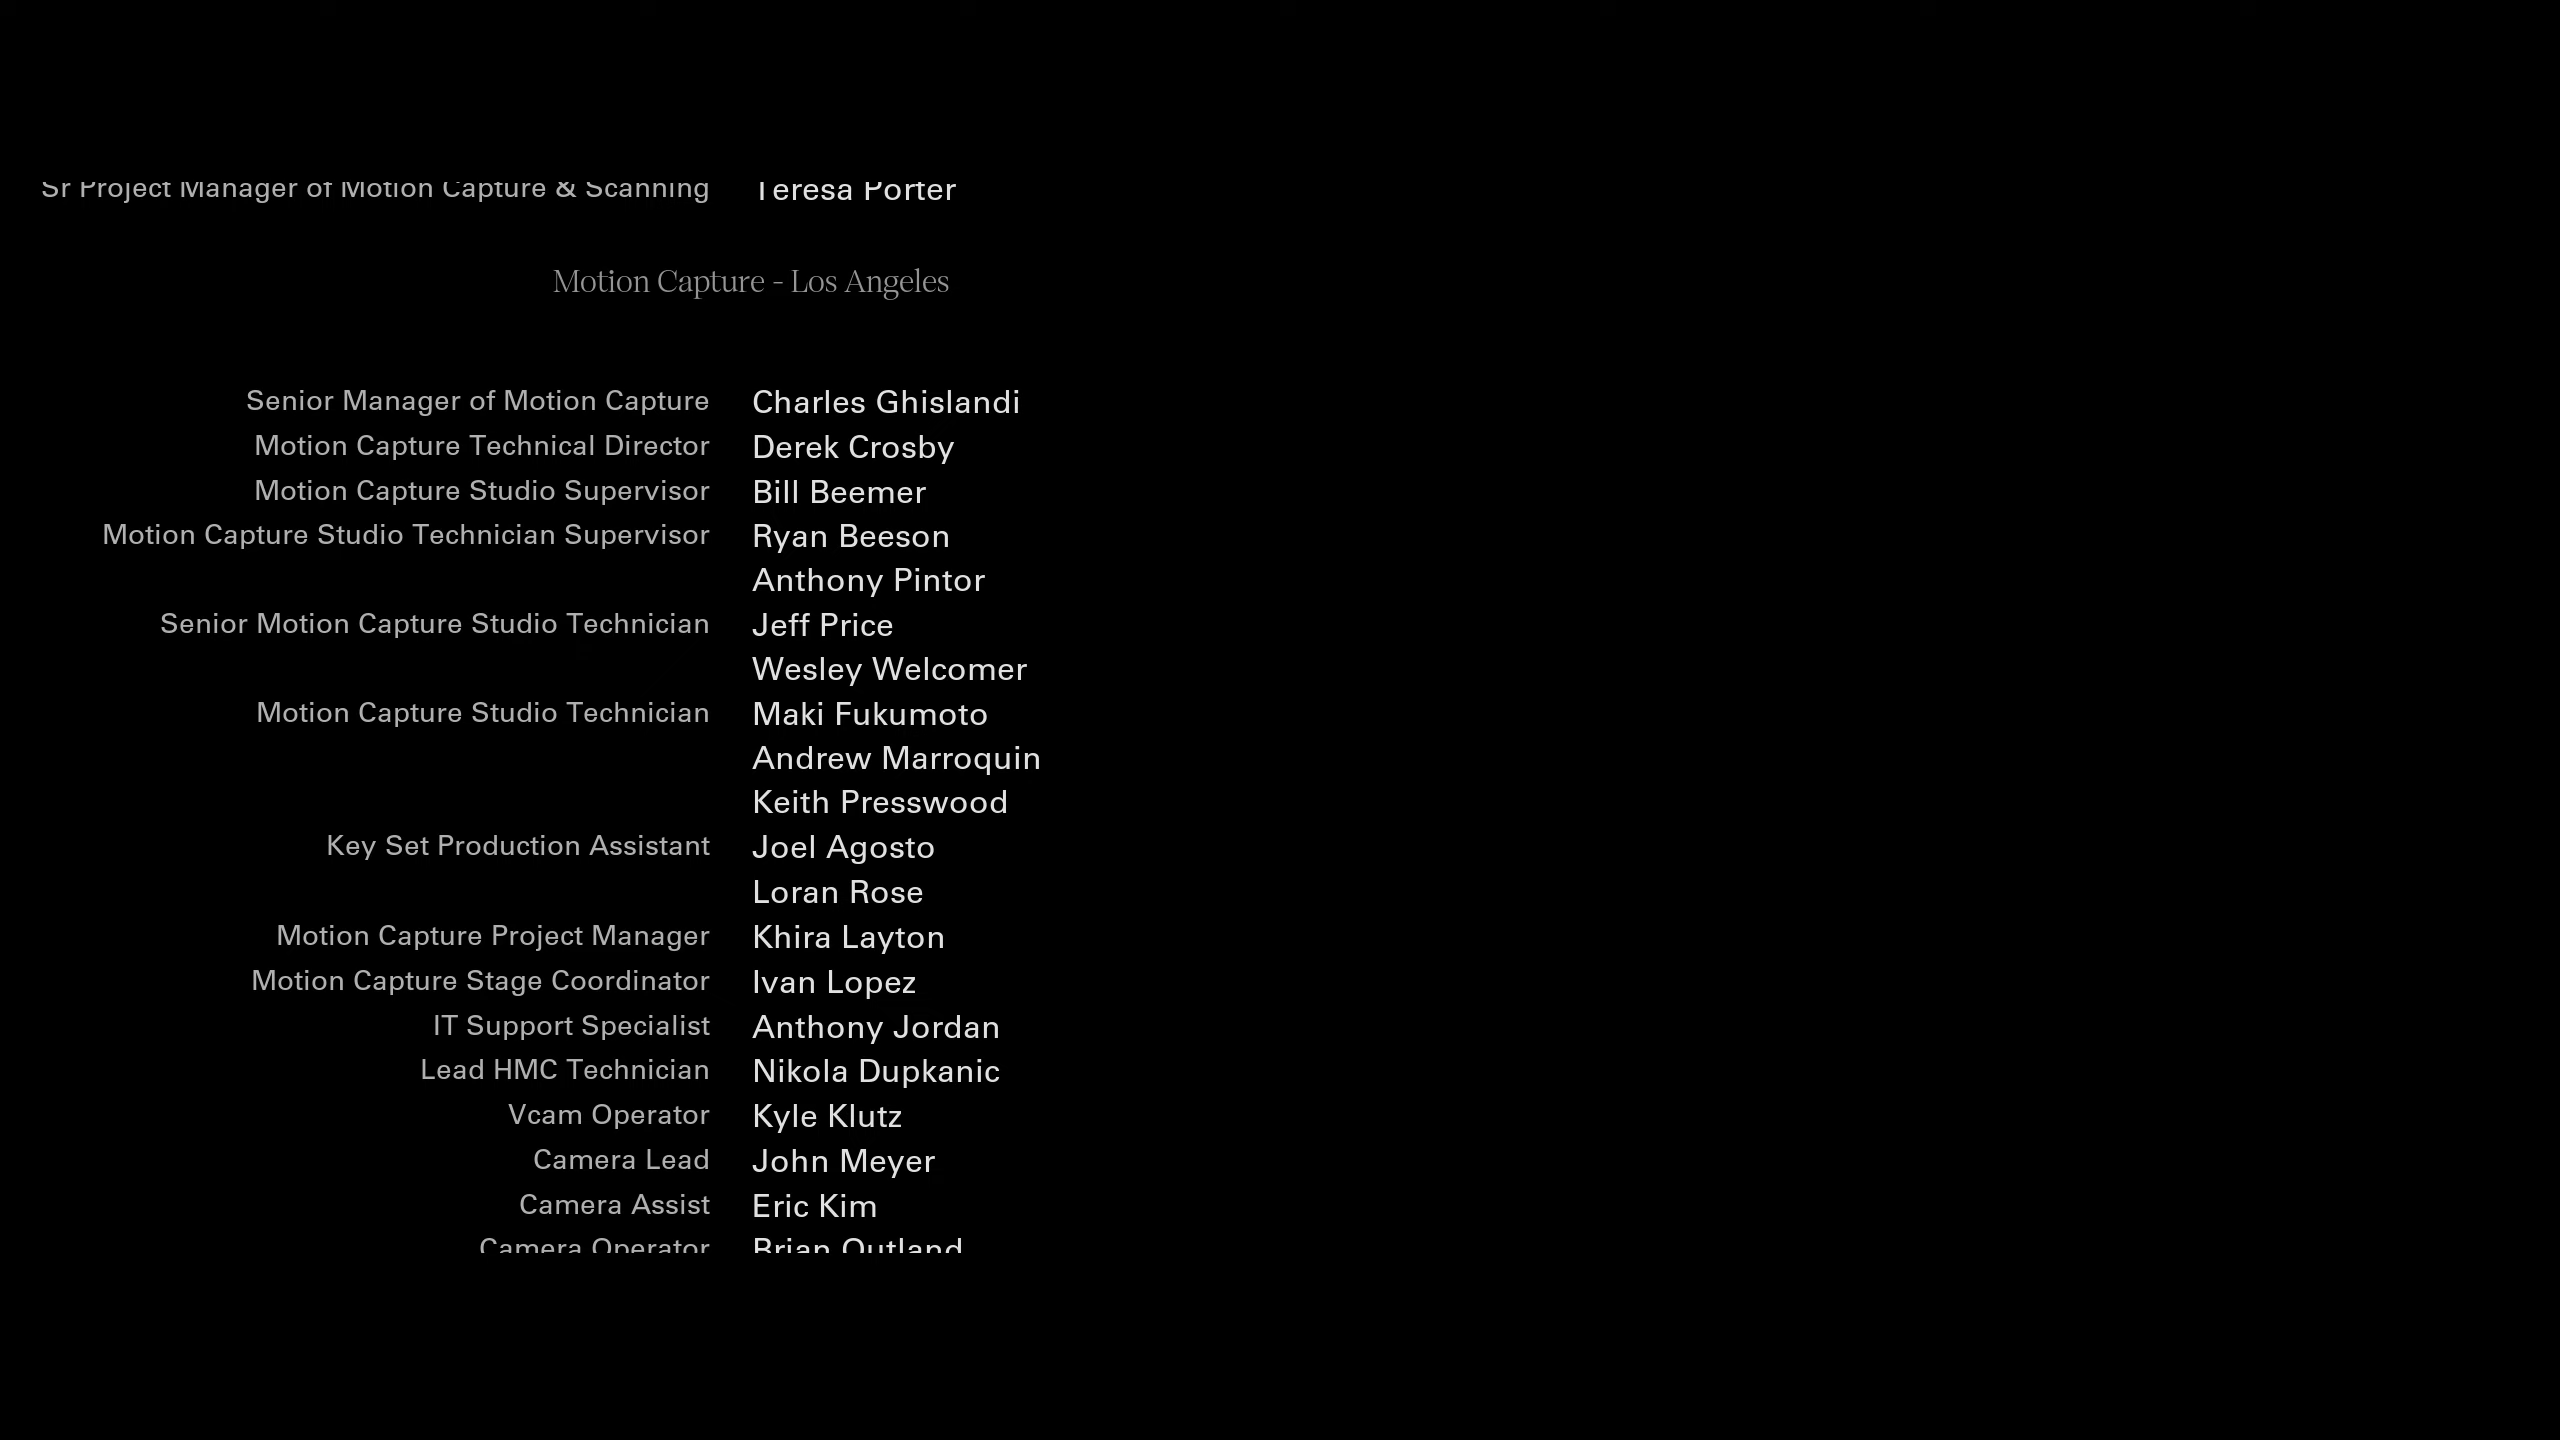 Sr Project Manager of Motion Capture & Scanning Teresa Porter
Motion Capture - Los Angeles
Senior Manager of Motion Capture Charles Ghislandi
Motion Capture Technical Director Derek Crosby
Motion Capture Studio Supervisor Bill Beemer
Motion Capture Studio Technician Supervisor Ryan Beeson
Anthony Pintor
Senior Motion Capture Studio Technician Jeff Price
Wesley Welcomer
Motion Capture Studio Technician Maki Fukumoto
Andrew Marroquin
Keith Presswood
Key Set Production Assistant Joel Agosto
Loran Rose
Motion Capture Project Manager Khira Layton
Motion Capture Stage Coordinator Ivan Lopez
IT Support Specialist Anthony Jordan
Lead HMC Technician Nikola Dupkanic
Vcam Operator Kyle Klutz
Camera Lead John Meyer
Camera Assist Eric Kim
Camera Operator Brian Outland